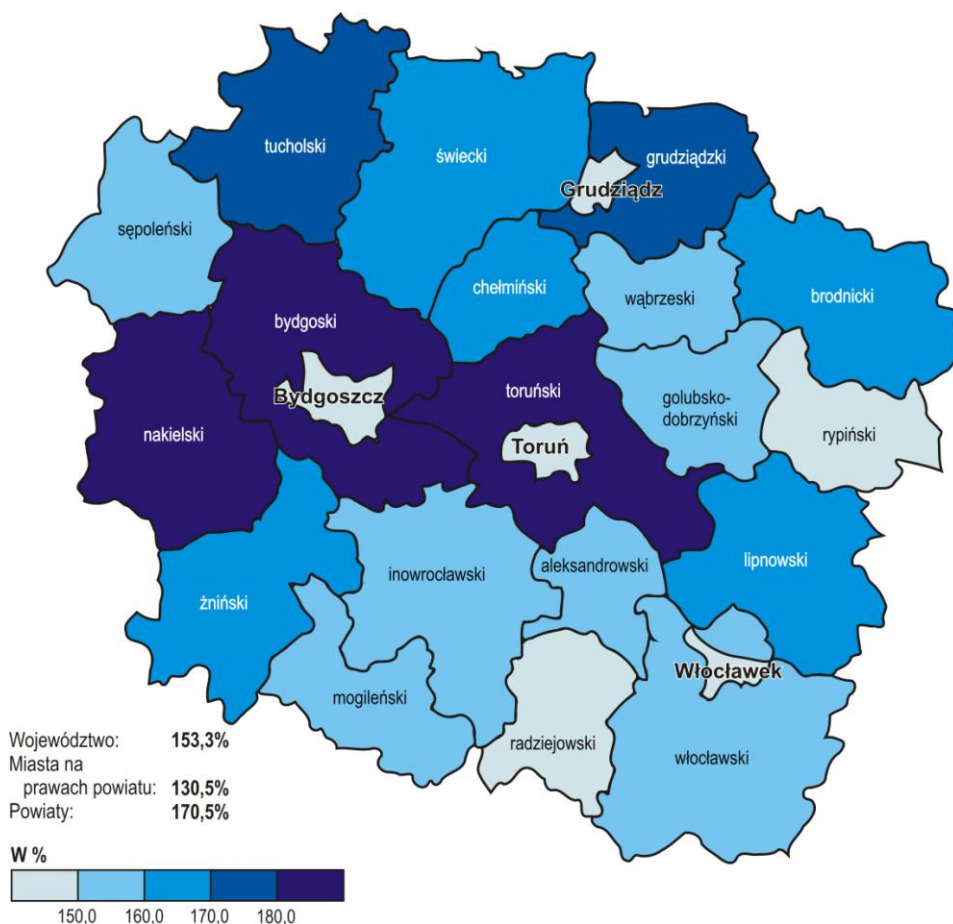 tucholski
świecki
grudziądzki
Grudziądz
sępoleński
chełmiński
wąbrzeski
brodnicki
bydgoski
Bydgoszcz
toruński
golubsko-
dobrzyński
nakielski
Toruń
rypiński
inowrocławski
aleksandrowski
lipnowski
żniński
Włocławek
mogileński
radziejowski
włocławski
Województwo: 153,3%
Miasta na
prawach powiatu: 130,5%
Powiaty: 170,5%
W %
150,0 160,0 170,0 180,0